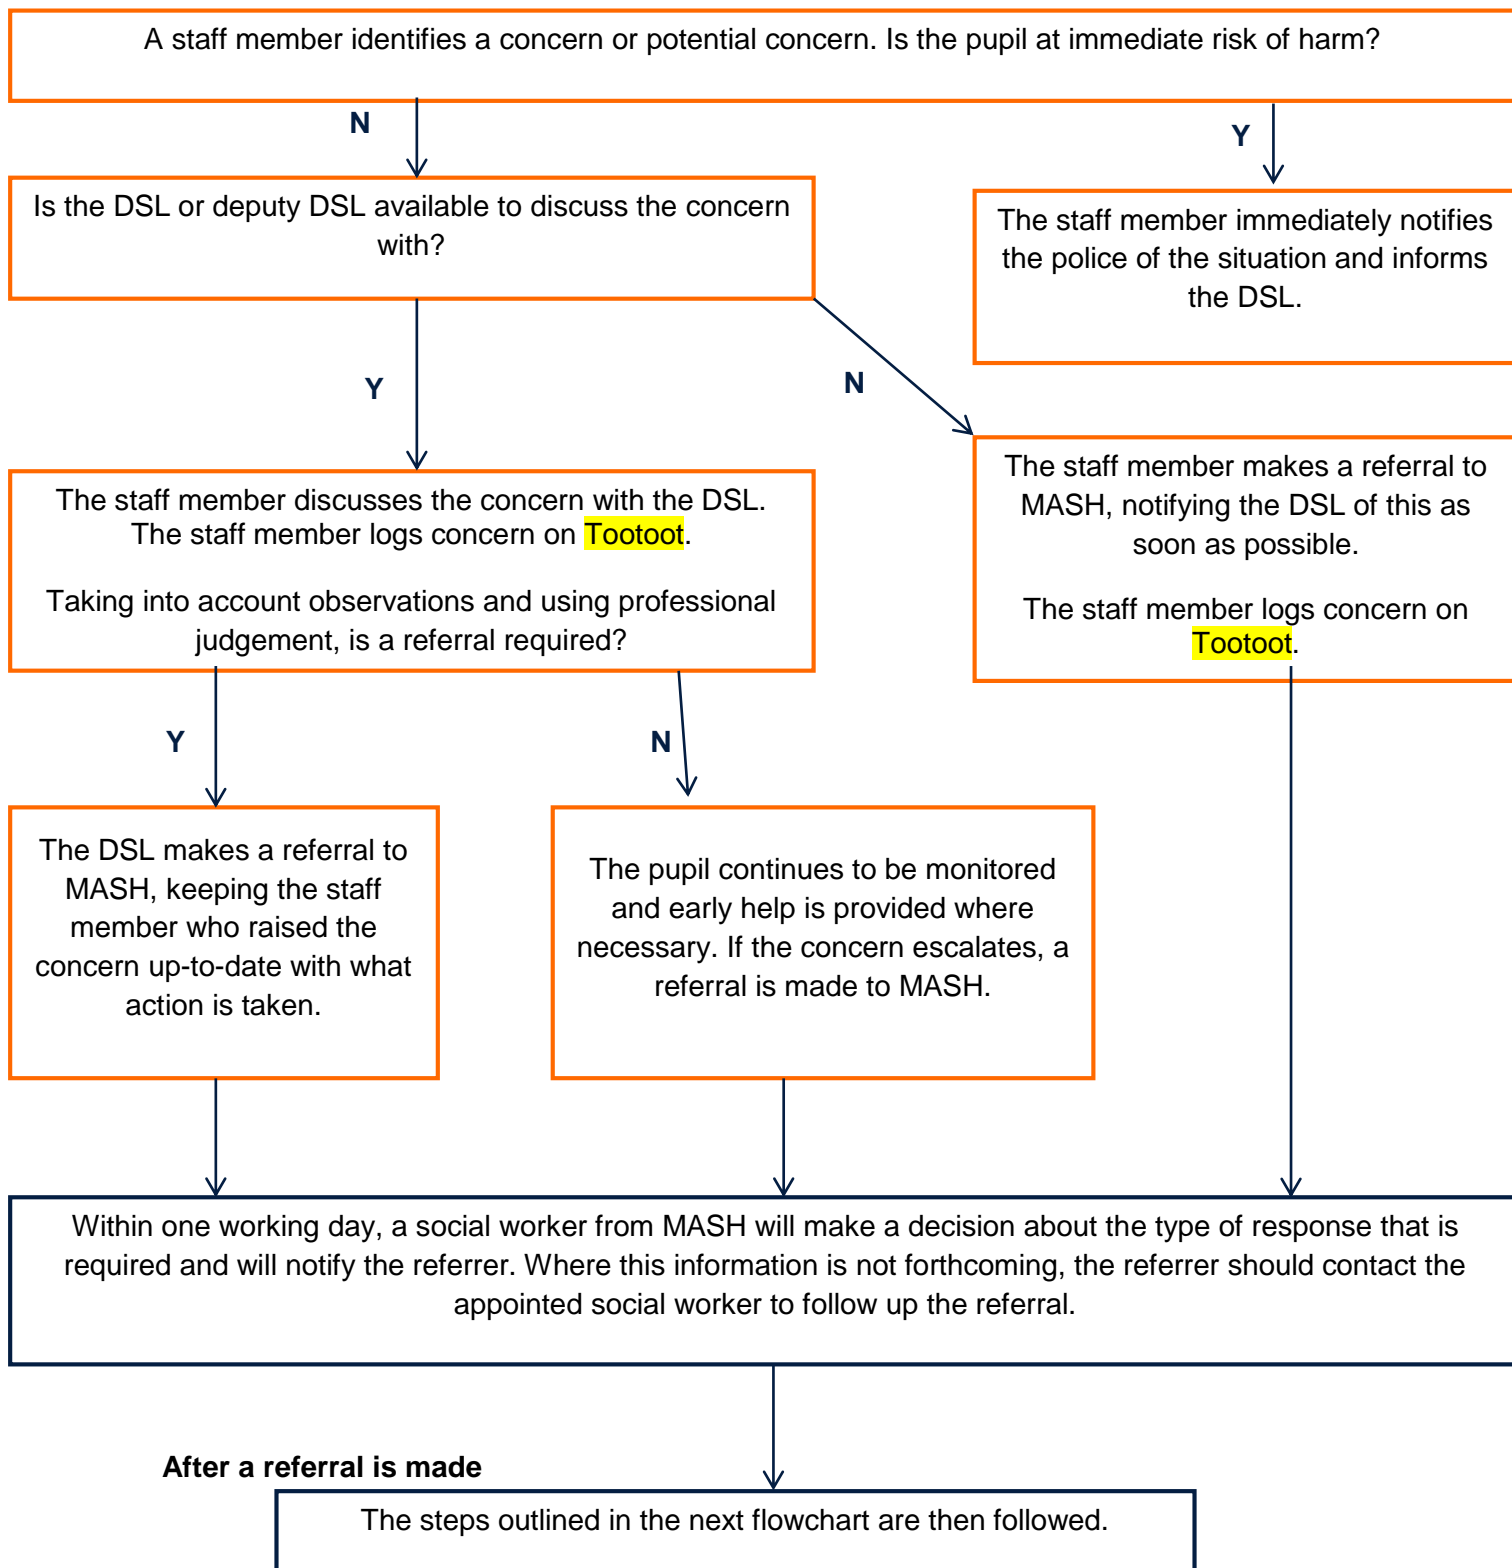 A staff member identifies a concern or potential concern. Is the pupil at immediate risk of harm?
N
Y
Is the DSL or deputy DSL available to discuss the concern
with?
The staff member immediately notifies
the police of the situation and informs
the DSL.
Y
N
The staff member discusses the concern with the DSL.
The staff member logs concern on Tootoot.
Taking into account observations and using professional
judgement, is a referral required?
The staff member makes a referral to
MASH, notifying the DSL of this as
soon as possible.
The staff member logs concern on
Tootoot.
Y
N
The DSL makes a referral to
MASH, keeping the staff
member who raised the
concern up-to-date with what
action is taken.
The pupil continues to be monitored
and early help is provided where
necessary. If the concern escalates, a
referral is made to MASH.
Within one working day, a social worker from MASH will make a decision about the type of response that is
required and will notify the referrer. Where this information is not forthcoming, the referrer should contact the
appointed social worker to follow up the referral.
After a referral is made
The steps outlined in the next flowchart are then followed.